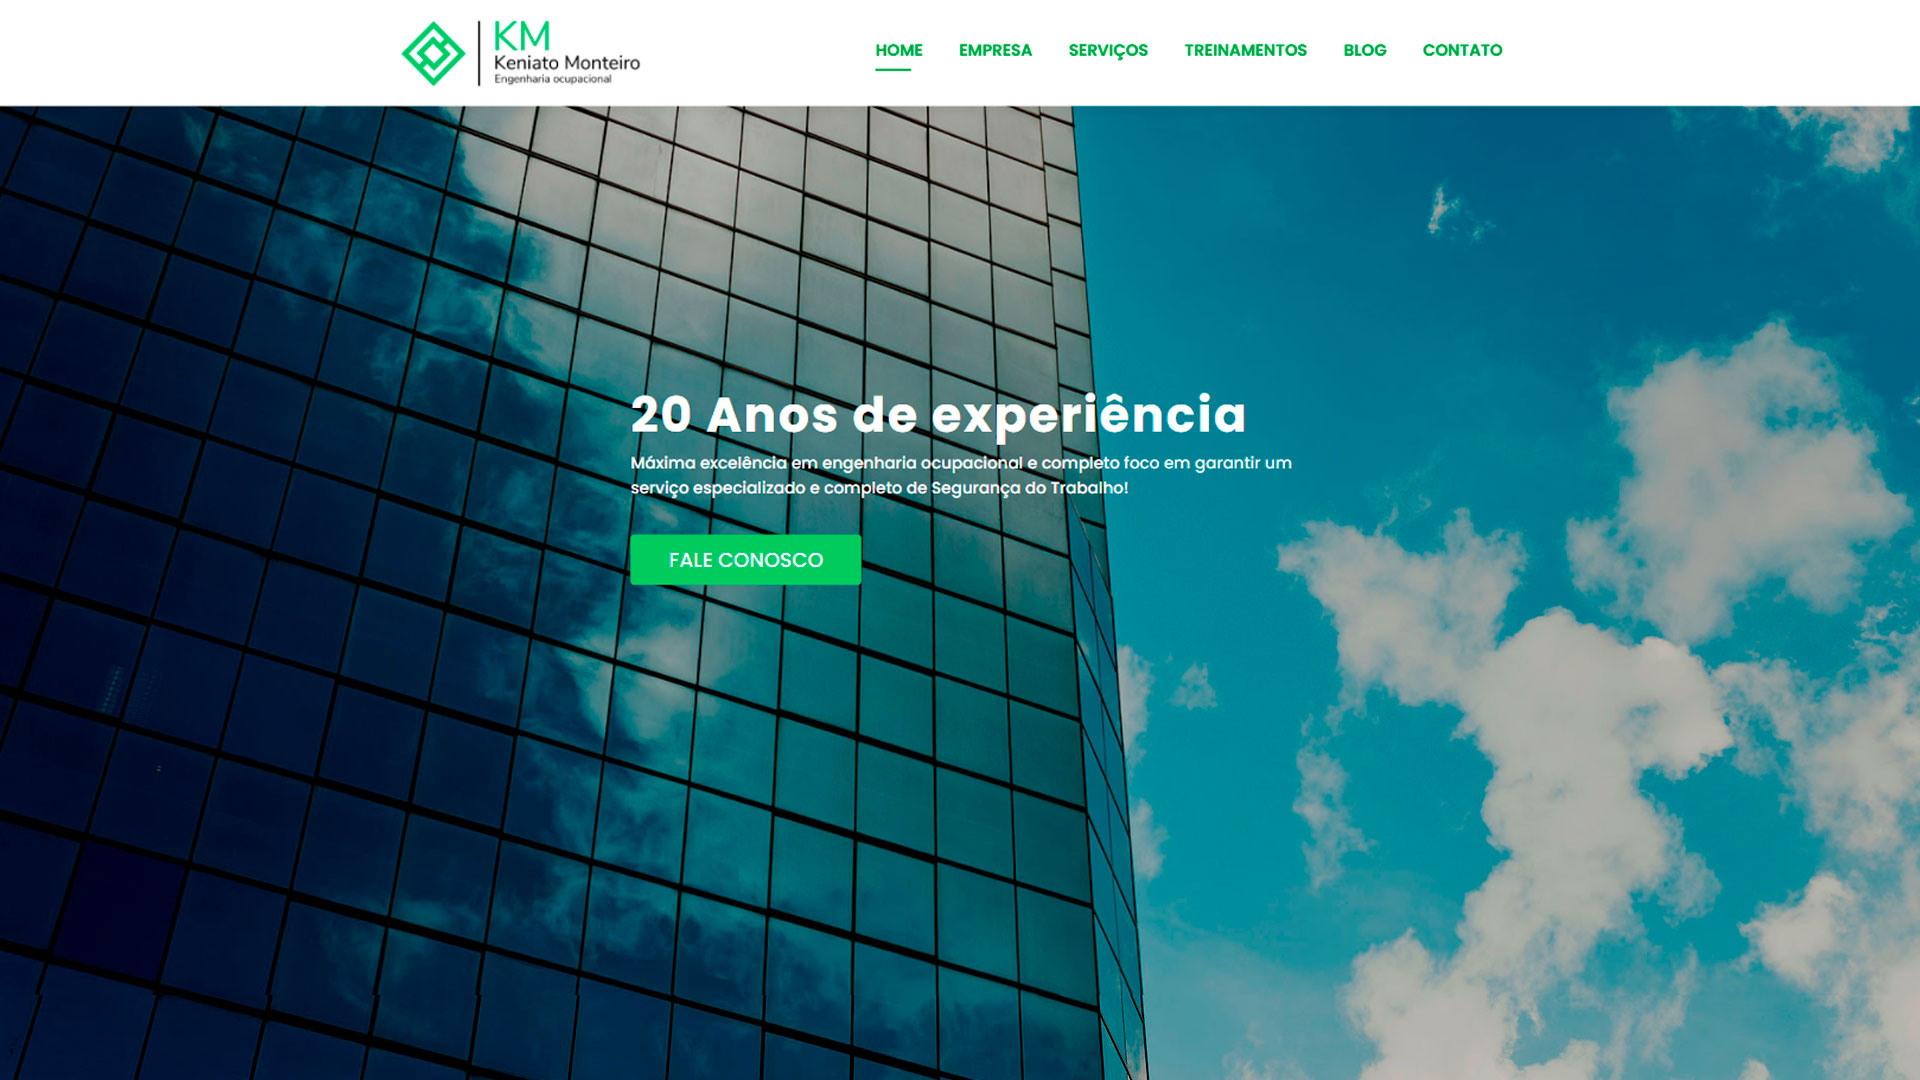 KM
Keniato Monteiro
Engenharia ocupacional
HOME EMPRESA SERVIÇOS TREINAMENTOS BLOG CONTATO
20 Anos de experiência
Máxima excelência em engenharia ocupacional e completo foco em garantir um
serviço especializado e completo de Segurança do Trabalho!
FALE CONOSCO